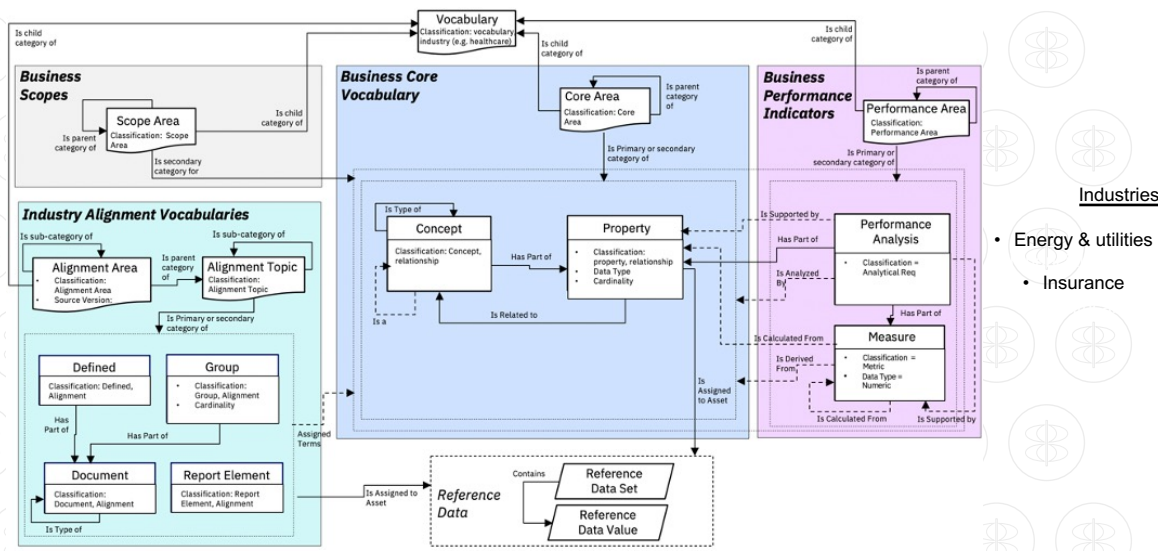 Vocabulary
Classification: vocabulary,
industry (e.g. healthcare)
Is child
category of
Is child
category of
Is child
category of
Business
Scopes
Scope Area
Classification: Scope
Area
Is parent
category of
Is child
category of
Is secondary
category for
Business Core
Vocabulary
Core Area
Classification: Core
Area
Is parent
category of
Is Primary or secondary
category of
Business
Performance
Indicators
Is parent
category of
Performance Area
Classification:
Performance Area
Is Primary or
secondary category of
Industry Alignment Vocabularies
Is sub-category of
Is sub-category of
Alignment Area
• Classification:
Alignment Area
• Source Version:
Is parent
category
of
Alignment Topic
Classification:
Alignment Topic
Is Primary or secondary
category of
Defined
Classification: Defined,
Alignment
Group
• Classification:
Group, Alignment
• Cardinality
Has
Part of
Has Part of
Document
Classification:
Document, Alignment
Is Type of
Report Element
Classification: Report
Element, Alignment
Assigned
Terms
Is Type of
Concept
Classification: Concept,
relationship
Is a
Has Part of
Property
• Classification:
property, relationship
• Data Type
• Cardinality
Is Related to
Is Supported by
Has Part of
Is Analyzed
By
Performance
Analysis
• Classification =
Analytical Req
Has Part of
Is Calculated From
Is Derived
From
Measure
• Classification =
Metric
• Data Type =
Numeric
Is Calculated From
Is Supported by
Is
Assigned
to Asset
Is Assigned to
Asset
Reference
Data
Contains
Reference
Data Set
Reference
Data Value
Industries
• Energy & utilities
• Insurance